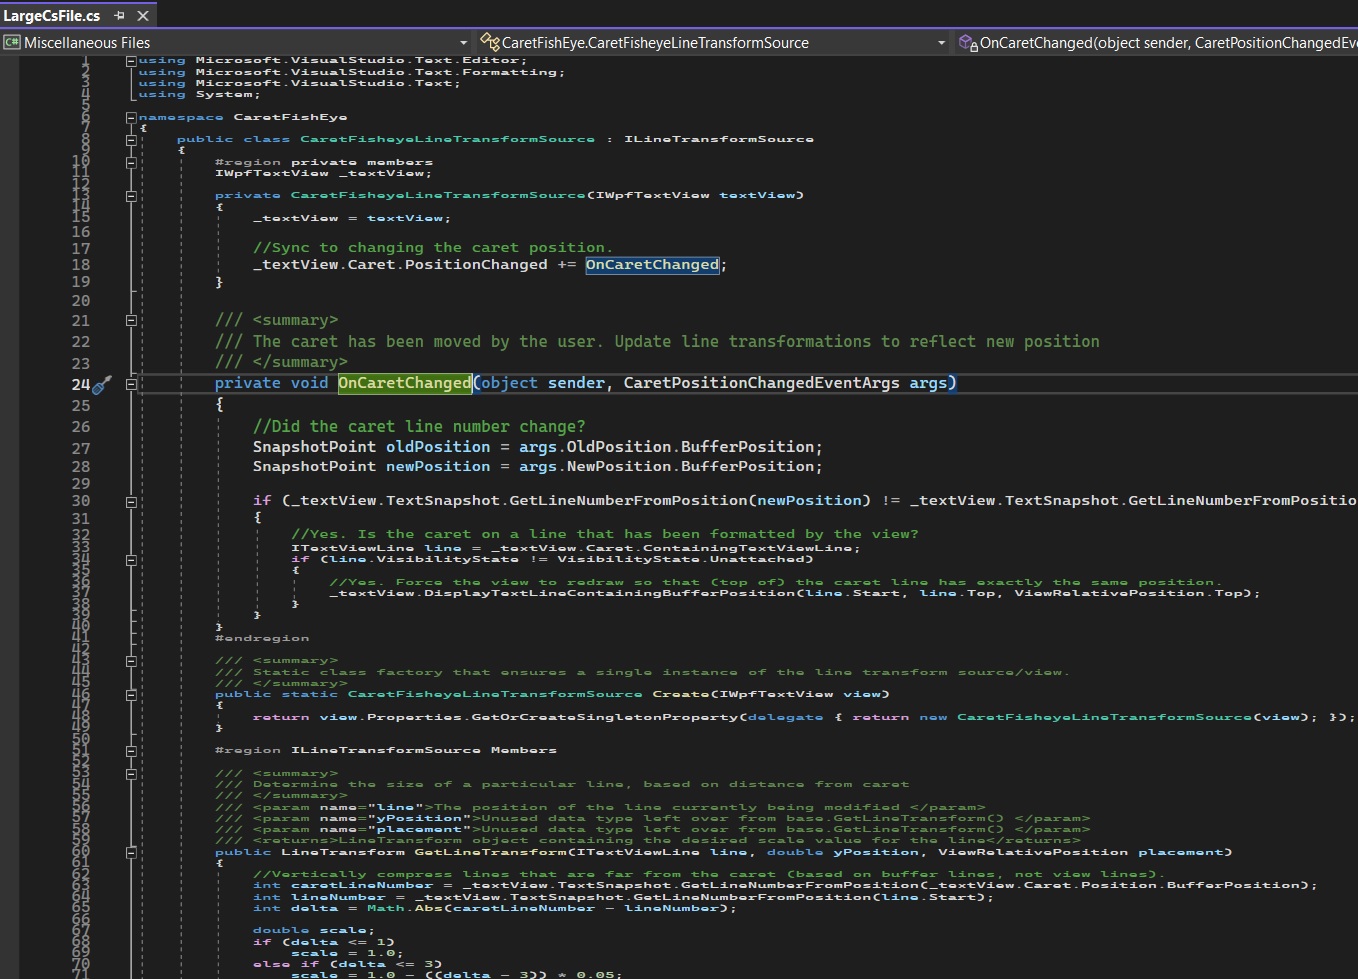 LargeCsFile.cs
C# Miscellaneous Files
CaretFishEye.CaretFisheyeLineTransformSource
OnCaretChanged(object sender, CaretPositionChangedEve
1 using Microsoft.VisualStudio.Text.Editor;
2 using Microsoft.VisualStudio.Text.Formatting;
3 using Microsoft.VisualStudio.Text;
4 using System;
5
6 namespace CaretFishEye
7 {
8 public class CaretFisheyeLineTransformSource : ILineTransformSource
9 {
10 #region private members
11 IWpfTextView _textView;
12
13 private CaretFisheyeLineTransformSource(IWpfTextView textView)
14 {
15 _textView = textView;
16
17 //Sync to changing the caret position.
18 _textView.Caret.PositionChanged += OnCaretChanged;
19 }
20
21 /// <summary>
22 /// The caret has been moved by the user. Update line transformations to reflect new position
23 /// </summary>
24 private void OnCaretChanged(object sender, CaretPositionChangedEventArgs args)
25 {
26 //Did the caret line number change?
27 SnapshotPoint oldPosition = args.OldPosition.BufferPosition;
28 SnapshotPoint newPosition = args.NewPosition.BufferPosition;
29
30 if (_textView.TextSnapshot.GetLineNumberFromPosition(newPosition) != _textView.TextSnapshot.GetLineNumberFromPositio
31 {
32 //Yes. Is the caret on a line that has been formatted by the view?
33 ITextViewLine line = _textView.Caret.ContainingTextViewLine;
34 if (line.VisibilityState != VisibilityState.Unattached)
35 {
36 //Yes. Force the view to redraw so that (top of) the caret line has exactly the same position.
37 _textView.DisplayTextLineContainingBufferPosition(line.Start, line.Top, ViewRelativePosition.Top);
38 }
39 }
40 }
41 #endregion
42
43 /// <summary>
44 /// Static class factory that ensures a single instance of the line transform source/view.
45 /// </summary>
46 public static CaretFisheyeLineTransformSource Create(IWpfTextView view)
47 {
48 return view.Properties.GetOrCreateSingletonProperty(delegate { return new CaretFisheyeLineTransformSource(view); });
49 }
50
51 #region ILineTransformSource Members
52
53 /// <summary>
54 /// Determine the size of a particular line, based on distance from caret
55 /// </summary>
56 /// <param name="line">The position of the line currently being modified </param>
57 /// <param name="yPosition">Unused data type left over from base.GetLineTransform() </param>
58 /// <param name="placement">Unused data type left over from base.GetLineTransform() </param>
59 /// <returns>LineTransform object containing the desired scale value for the line</returns>
60 public LineTransform GetLineTransform(ITextViewLine line, double yPosition, ViewRelativePosition placement)
61 {
62 //Vertically compress lines that are far from the caret (based on buffer lines, not view lines).
63 int caretLineNumber = _textView.TextSnapshot.GetLineNumberFromPosition(_textView.Caret.Position.BufferPosition);
64 int lineNumber = _textView.TextSnapshot.GetLineNumberFromPosition(line.Start);
65 int delta = Math.Abs(caretLineNumber - lineNumber);
66
67 double scale;
68 if (delta <= 1)
69 scale = 1.0;
70 else if (delta <= 3)
71 scale = 1.0 - ((delta - 3)) * 0.05;